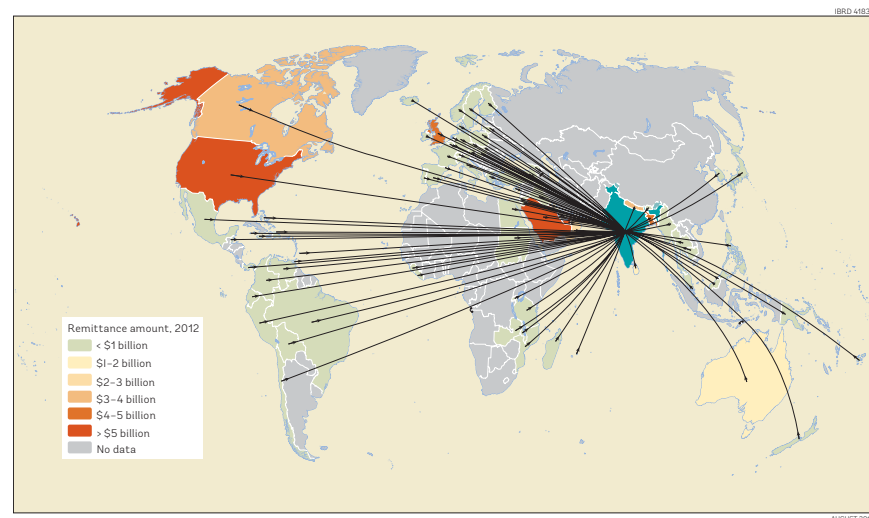 IBRD 4183
Remittance amount, 2012
< $1 billion
$1–2 billion
$2–3 billion
$3–4 billion
$4–5 billion
> $5 billion
No data